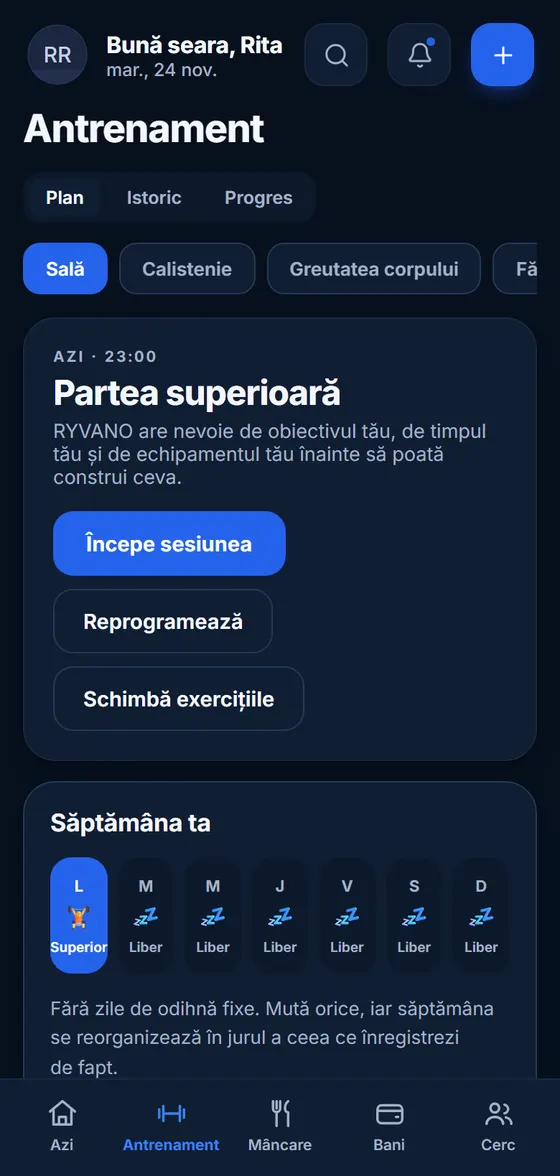 RR
Bună seara, Rita
mar., 24 nov.
Antrenament
Plan Istoric Progres
Sală Calistenie Greutatea corpului Fă
AZI · 23:00
Partea superioară
RYVANO are nevoie de obiectivul tău, de timpul
tău și de echipamentul tău înainte să poată
construi ceva.
Începe sesiunea
Reprogramează
Schimbă exercițiile
Săptămâna ta
L M M J V S D
Superior Liber Liber Liber Liber Liber Liber
Fără zile de odihnă fixe. Mută orice, iar săptămâna
se reorganizează în jurul a ceea ce înregistrezi
de fapt.
Azi Antrenament Mâncare Bani Cerc